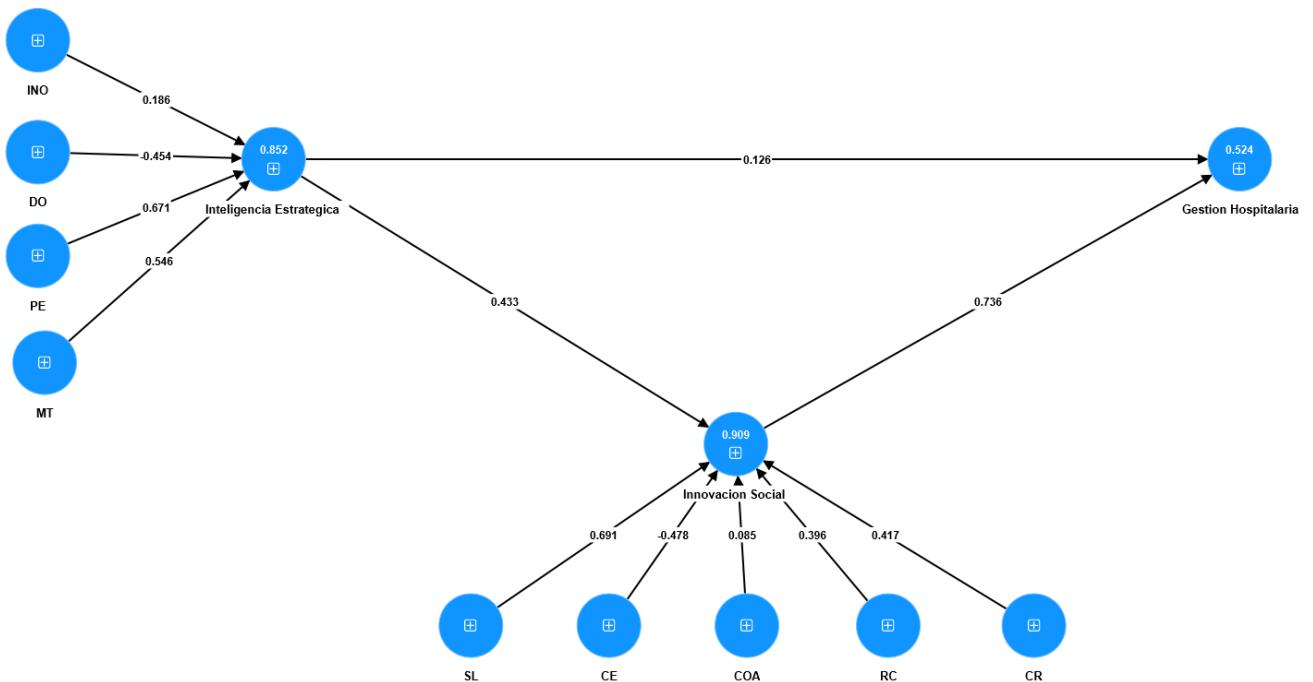 INO
0.186
DO
-0.454
0.852
0.126
0.524
Inteligencia Estrategica
Gestion Hospitalaria
0.671
PE
0.546
MT
0.433
0.736
0.909
Innovacion Social
0.691
-0.478
0.085
0.396
0.417
SL
CE
COA
RC
CR